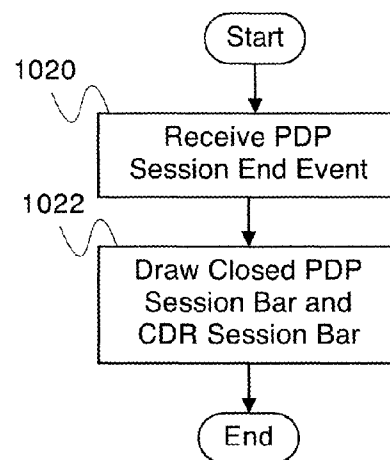 Start
1020
Receive PDP
Session End Event
1022
Draw Closed PDP
Session Bar and
CDR Session Bar
End